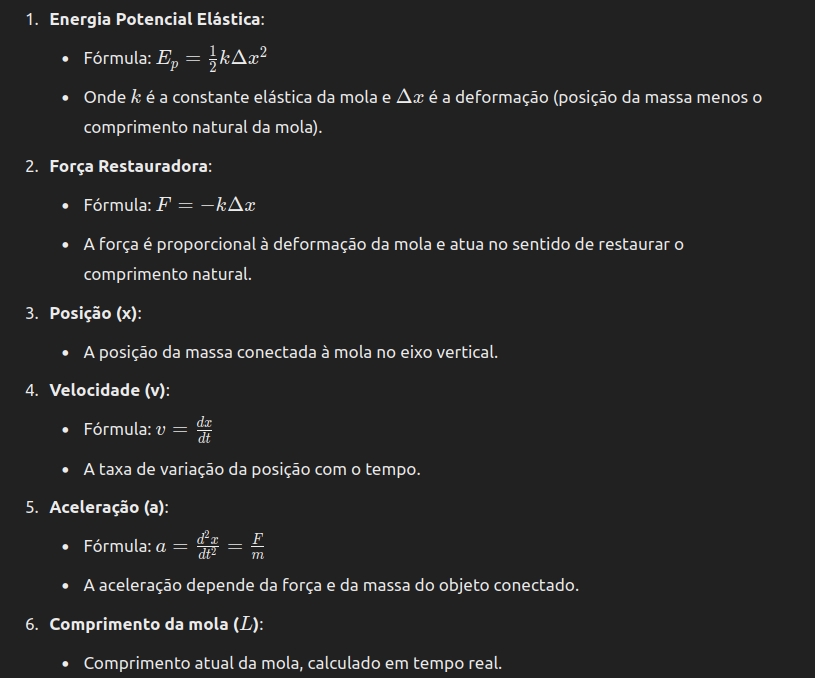 1. Energia Potencial Elástica:
• Fórmula: $E_p = \frac{1}{2}k\Delta x^2$
• Onde $k$ é a constante elástica da mola e $\Delta x$ é a deformação (posição da massa menos o
comprimento natural da mola).
2. Força Restauradora:
• Fórmula: $F = -k\Delta x$
• A força é proporcional à deformação da mola e atua no sentido de restaurar o
comprimento natural.
3. Posição (x):
• A posição da massa conectada à mola no eixo vertical.
4. Velocidade (v):
• Fórmula: $v = \frac{dx}{dt}$
• A taxa de variação da posição com o tempo.
5. Aceleração (a):
• Fórmula: $a = \frac{d^2x}{dt^2} = \frac{F}{m}$
• A aceleração depende da força e da massa do objeto conectado.
6. Comprimento da mola ($L$):
• Comprimento atual da mola, calculado em tempo real.